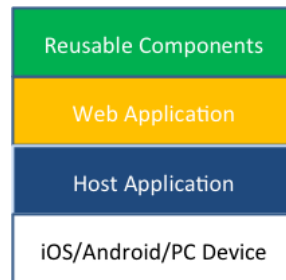 Reusable Components
Web Application
Host Application
iOS/Android/PC Device